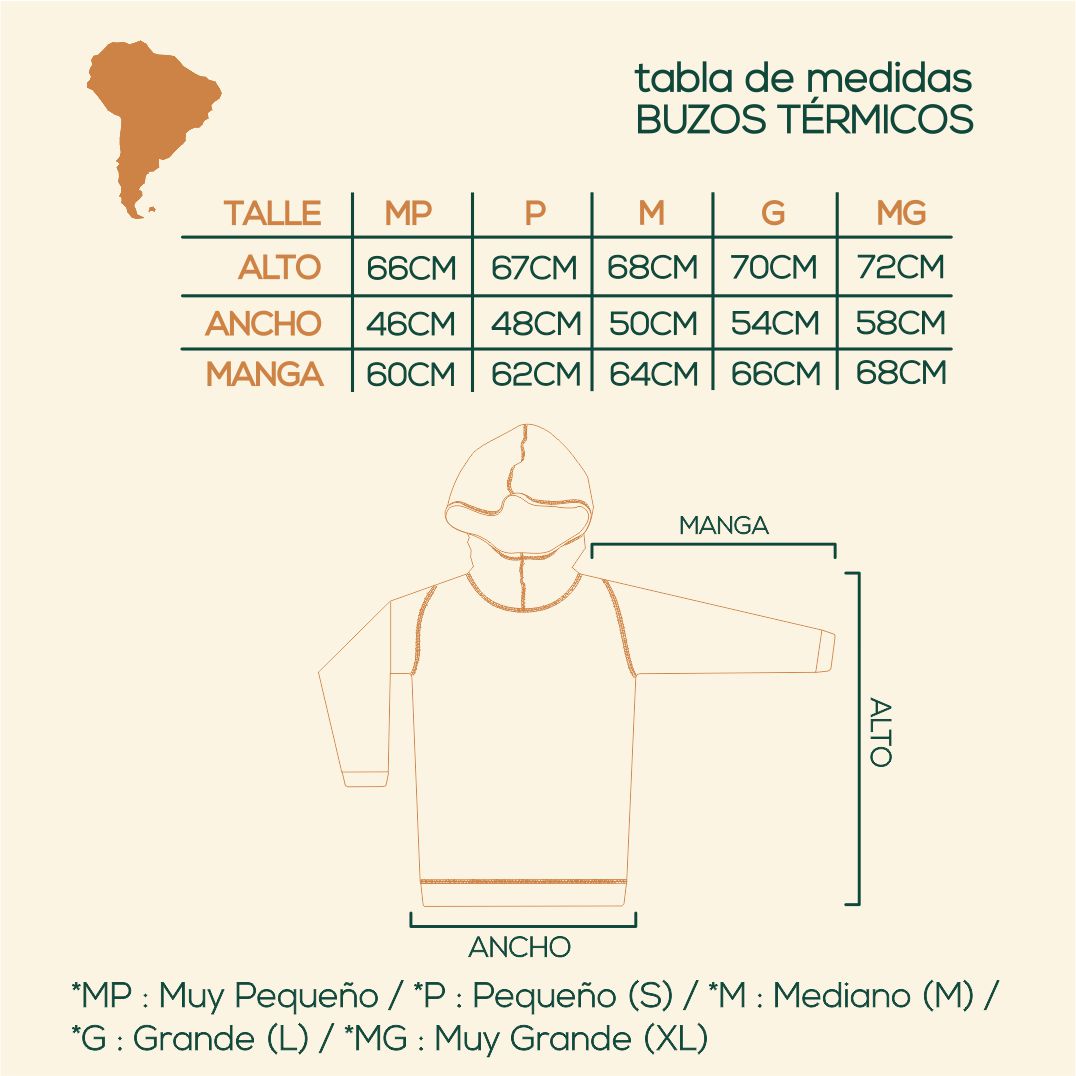 tabla de medidas
BUZOS TÉRMICOS
TALLE MP P M G MG
ALTO 66CM 67CM 68CM 70CM 72CM
ANCHO 46CM 48CM 50CM 54CM 58CM
MANGA 60CM 62CM 64CM 66CM 68CM
MANGA
ALTO
ANCHO
*MP : Muy Pequeño / *P : Pequeño (S) / *M : Mediano (M) /
*G : Grande (L) / *MG : Muy Grande (XL)